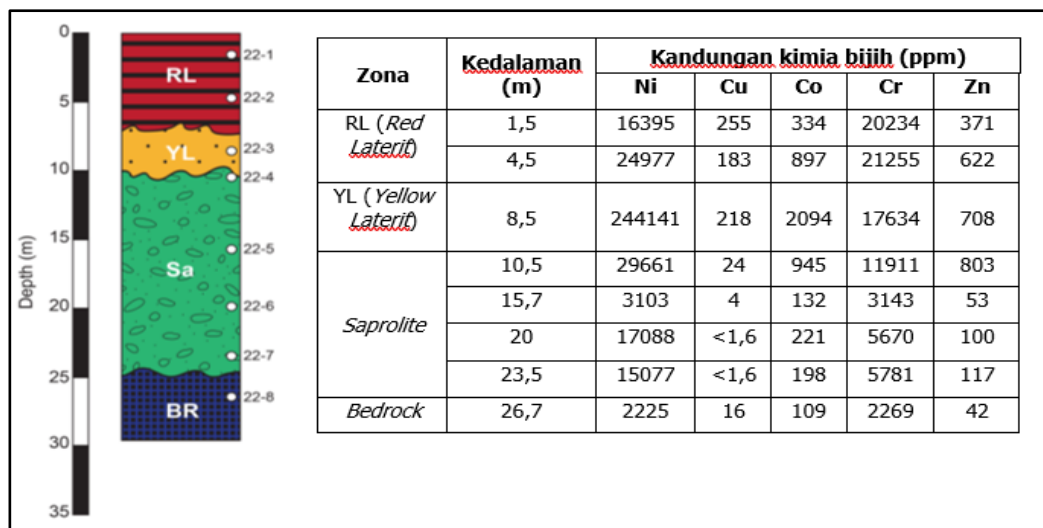 0
5
10
15
20
25
30
35
Depth (m)
RL
YL
Sa
BR
22-1
22-2
22-3
22-4
22-5
22-6
22-7
22-8
Zona Kedalaman (m) Kandungan kimia bijih (ppm)
Ni Cu Co Cr Zn
RL (Red Laterit) 1,5 16395 255 334 20234 371
4,5 24977 183 897 21255 622
YL (Yellow Laterit) 8,5 244141 218 2094 17634 708
Saprolite 10,5 29661 24 945 11911 803
15,7 3103 4 132 3143 53
20 17088 <1,6 221 5670 100
23,5 15077 <1,6 198 5781 117
Bedrock 26,7 2225 16 109 2269 42